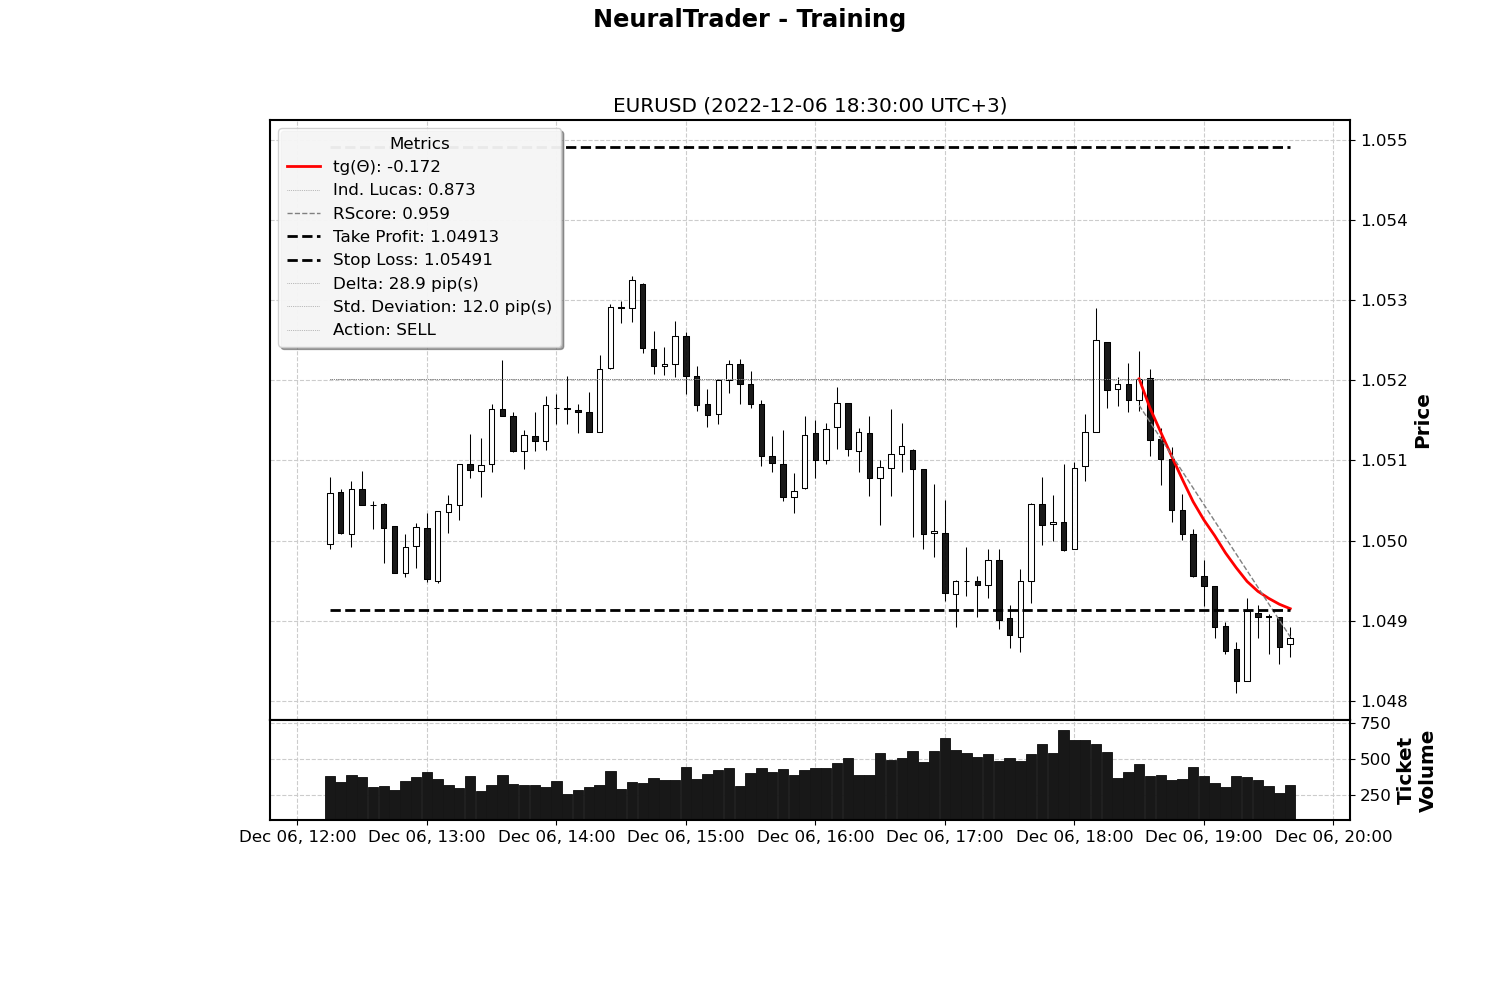 NeuralTrader - Training
EURUSD (2022-12-06 18:30:00 UTC+3)
Metrics
tg(Θ): -0.172
Ind. Lucas: 0.873
RScore: 0.959
Take Profit: 1.04913
Stop Loss: 1.05491
Delta: 28.9 pip(s)
Std. Deviation: 12.0 pip(s)
Action: SELL
1.055
1.054
1.053
1.052
1.051
1.050
1.049
1.048
Price
750
500
250
Ticket
Volume
Dec 06, 12:00
Dec 06, 13:00
Dec 06, 14:00
Dec 06, 15:00
Dec 06, 16:00
Dec 06, 17:00
Dec 06, 18:00
Dec 06, 19:00
Dec 06, 20:00